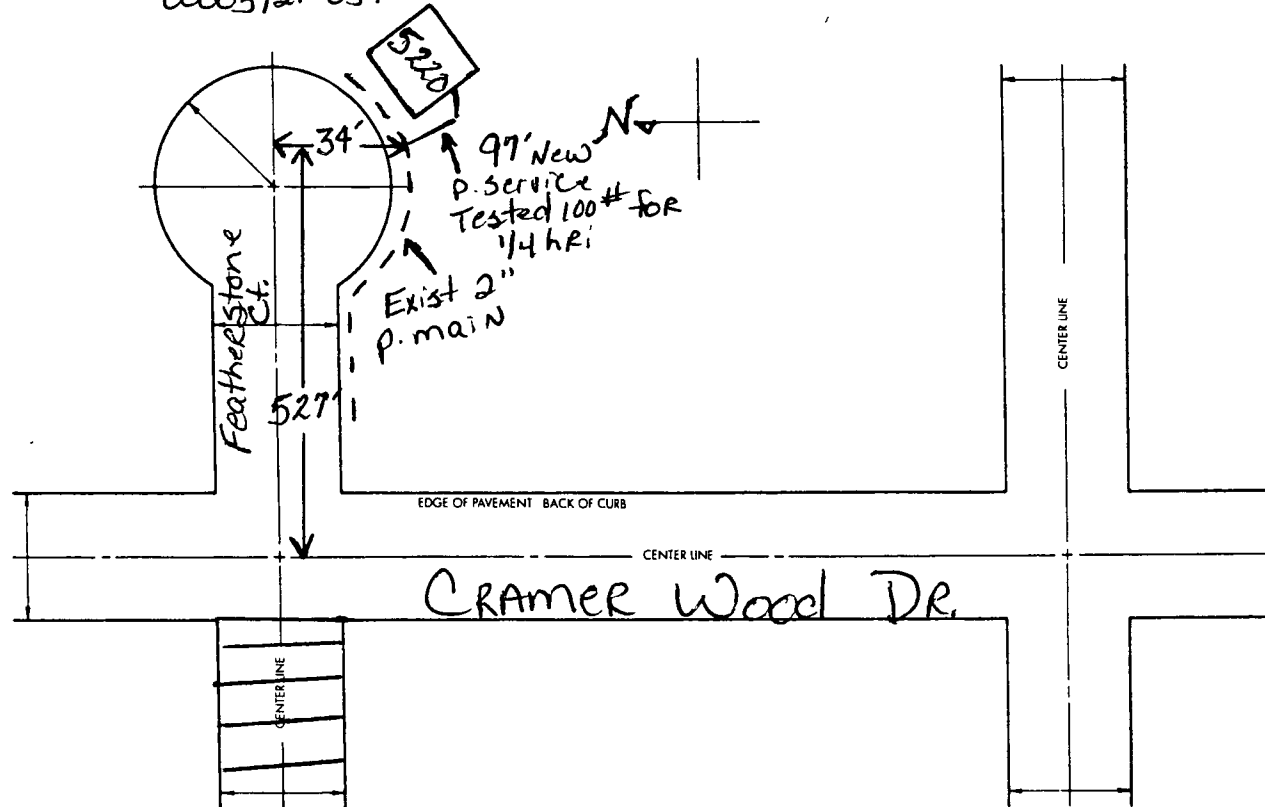 5220
34'
N
97' New
P. Service
Tested 100# for
1/4 hr
Exist 2"
P. main
Featherstone
Ct.
527'
CENTER LINE
EDGE OF PAVEMENT BACK OF CURB
CENTER LINE
CRAMER Wood DR.
CENTER LINE